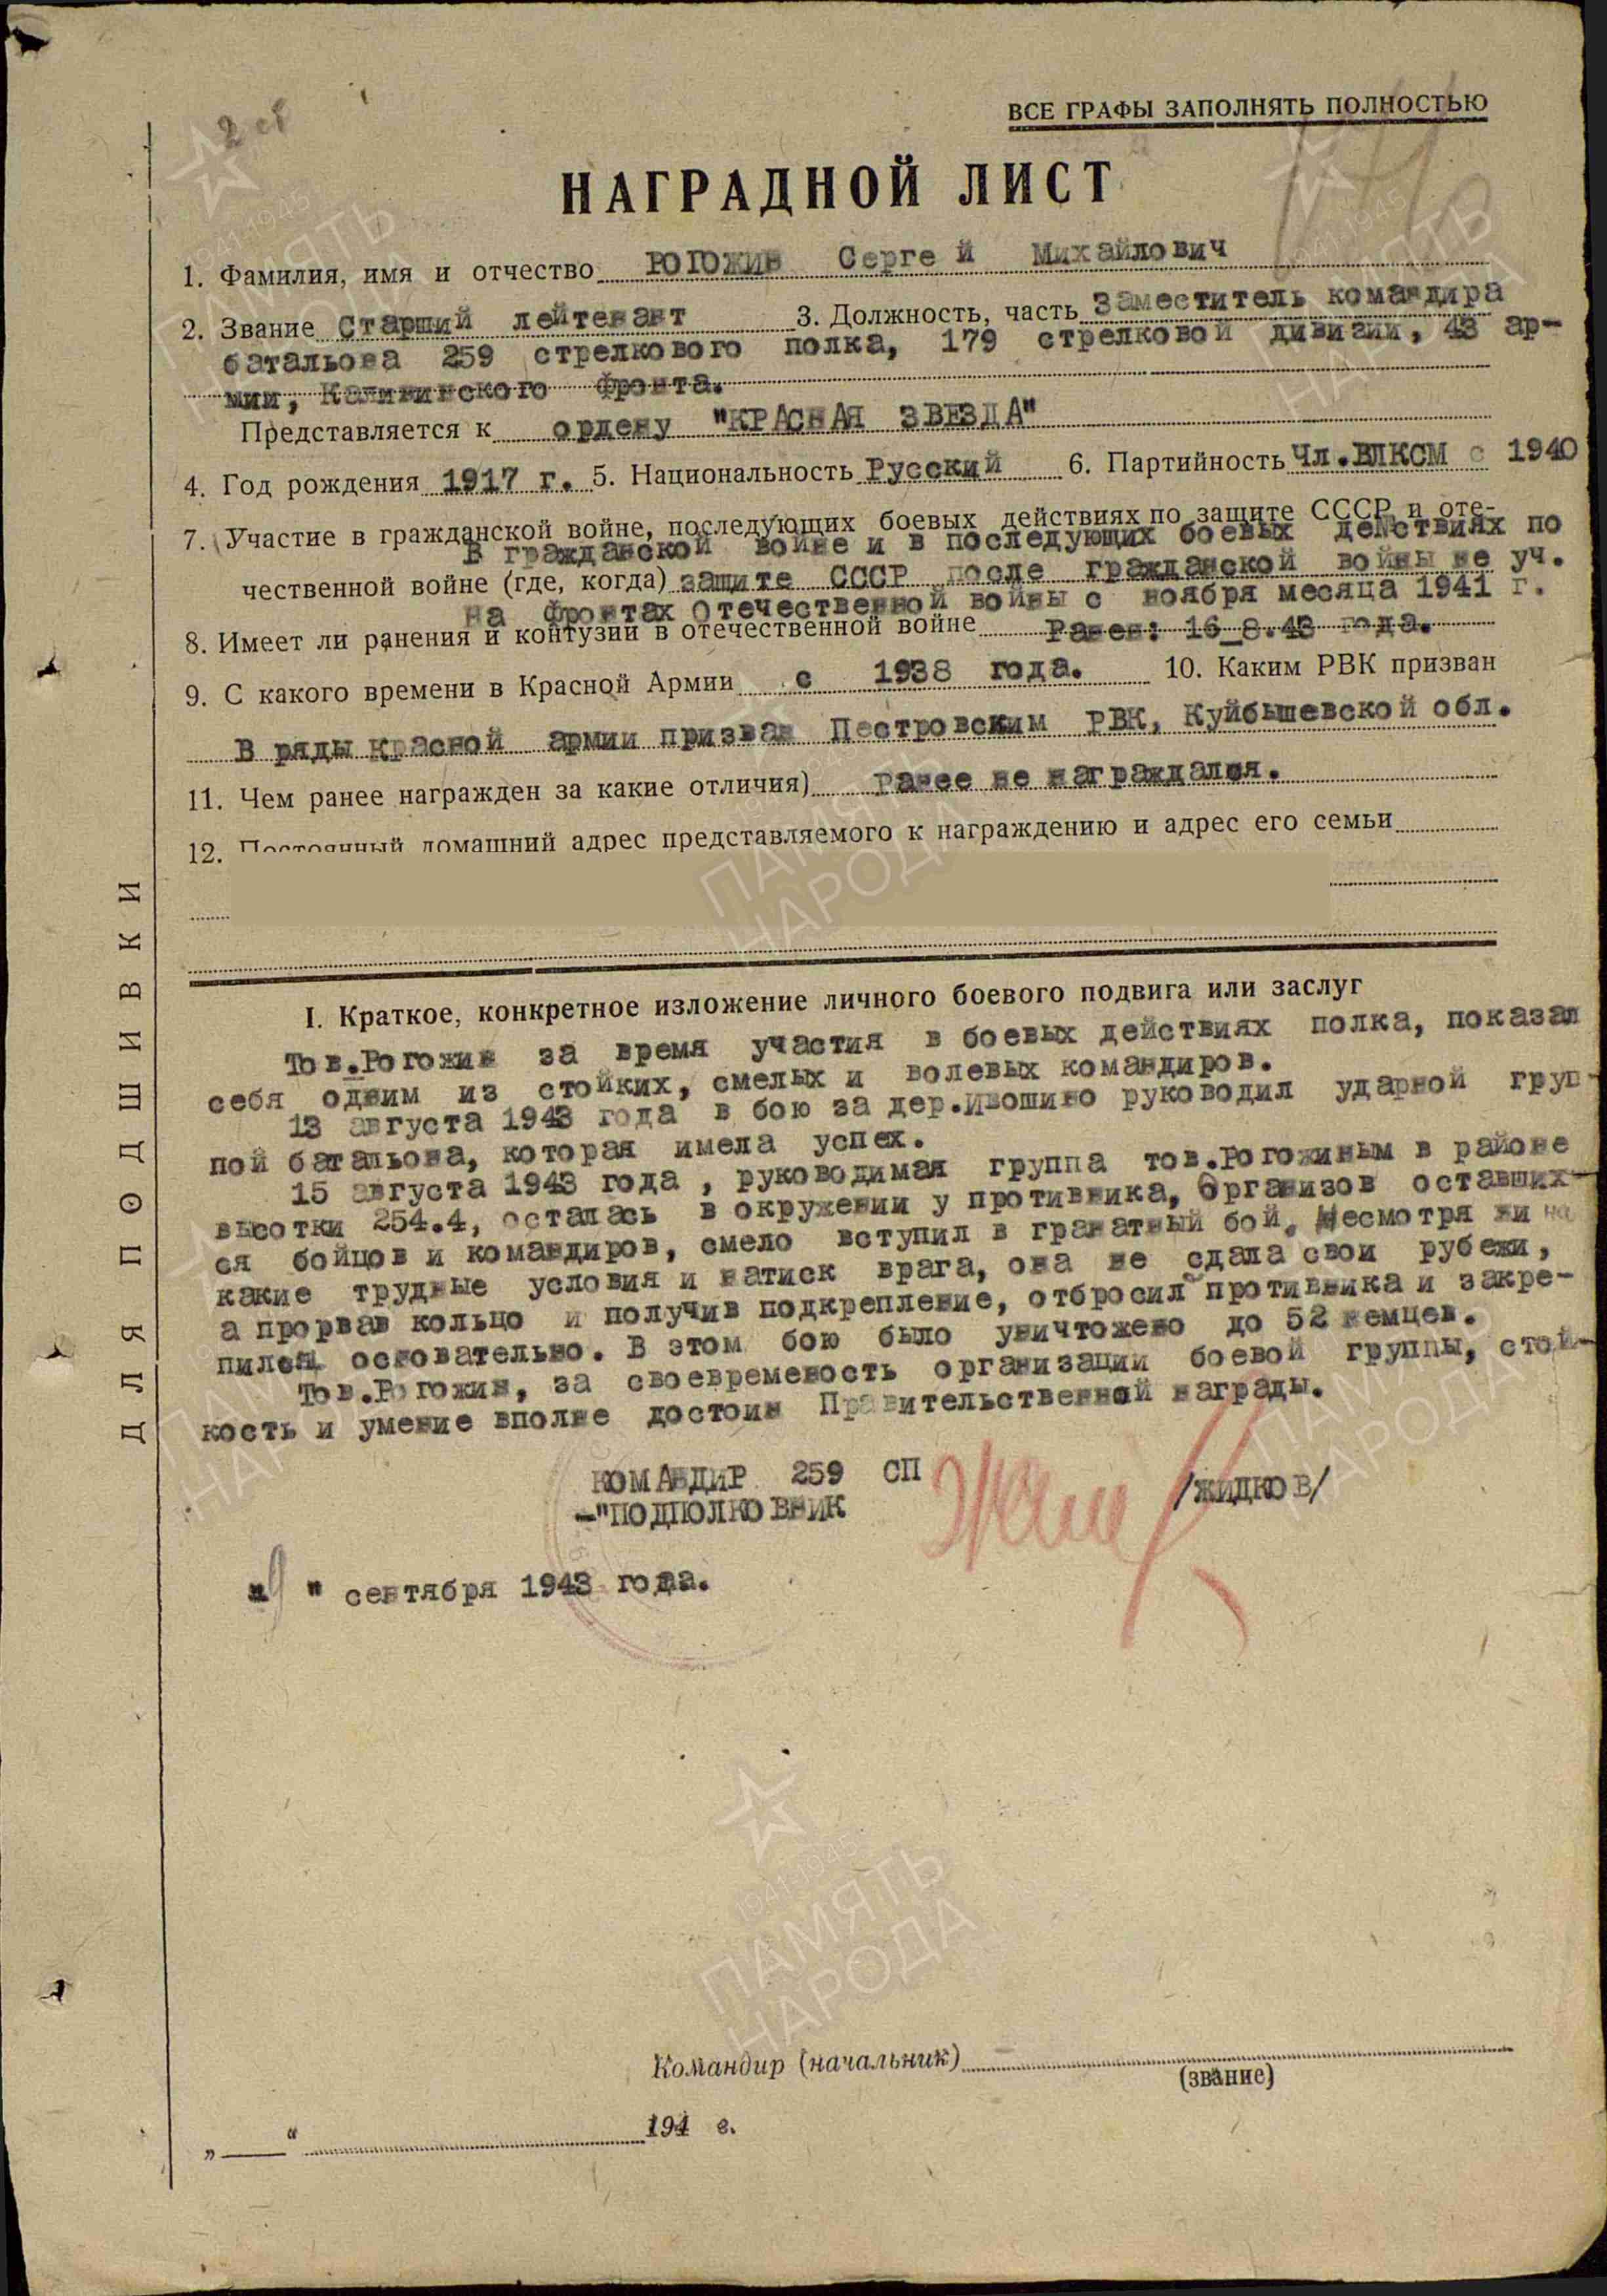 2 ей
ВСЕ ГРАФЫ ЗАПОЛНЯТЬ ПОЛНОСТЬЮ
НАГРАДНОЙ ЛИСТ
1. Фамилия, имя и отчество РОГОЖИН Сергей Михайлович
2. Звание Старший лейтенант 3. Должность, часть Заместитель командира
батальона 259 стрелкового полка, 179 стрелковой дивизии, 43 ар-
мии, Калининского фронта.
Представляется к ордену "КРАСНАЯ ЗВЕЗДА"
4. Год рождения 1917 г. 5. Национальность Русский 6. Партийность Чл.ВЛКСМ с 1940
7. Участие в гражданской войне, последующих боевых действиях по защите СССР и оте-
В гражданской войне и в последующих боевых действиях по
чественной войне (где, когда) защите СССР после гражданской войны не уч.
на фронтах Отечественной войны с ноября месяца 1941 г.
8. Имеет ли ранения и контузии в отечественной войне Ранен: 16_8.43 года.
9. С какого времени в Красной Армии с 1938 года. 10. Каким РВК призван
В ряды красной армии призван Пестровским РВК, Куйбышевской обл.
11. Чем ранее награжден за какие отличия) Ранее не награждался.
12. Постоянный домашний адрес представляемого к награждению и адрес его семьи
I. Краткое, конкретное изложение личного боевого подвига или заслуг
Тов.Рогожин за время участия в боевых действиях полка, показал
себя одним из стойких, смелых и волевых командиров.
13 августа 1943 года в бою за дер.Ивошино руководил ударной груп-
пой батальона, которая имела успех.
15 августа 1943 года, руководимая группа тов.Рогожиным в районе
высотки 254.4, осталась в окружении у противника, Организов оставших-
ся бойцов и командиров, смело вступил в гранатный бой. Несмотря ни на
какие трудные условия и натиск врага, она не сдала свои рубежи,
а прорвав кольцо и получив подкрепление, отбросил противника и закре-
пился основательно. В этом бою было уничтожено до 52 немцев.
Тов.Рогожин, за своевременость организации боевой группы, стой-
кость и умение вполне достоин Правительственной награды.
КОМАНДИР 259 СП
-"ПОДПОЛКОВНИК /ЖИДКОВ/
"9" сентября 1943 года.
ДЛЯ ПОДШИВКИ
Командир (начальник)
(звание)
„ “ 194 г.
1941-1945
ПАМЯТЬ
НАРОДА